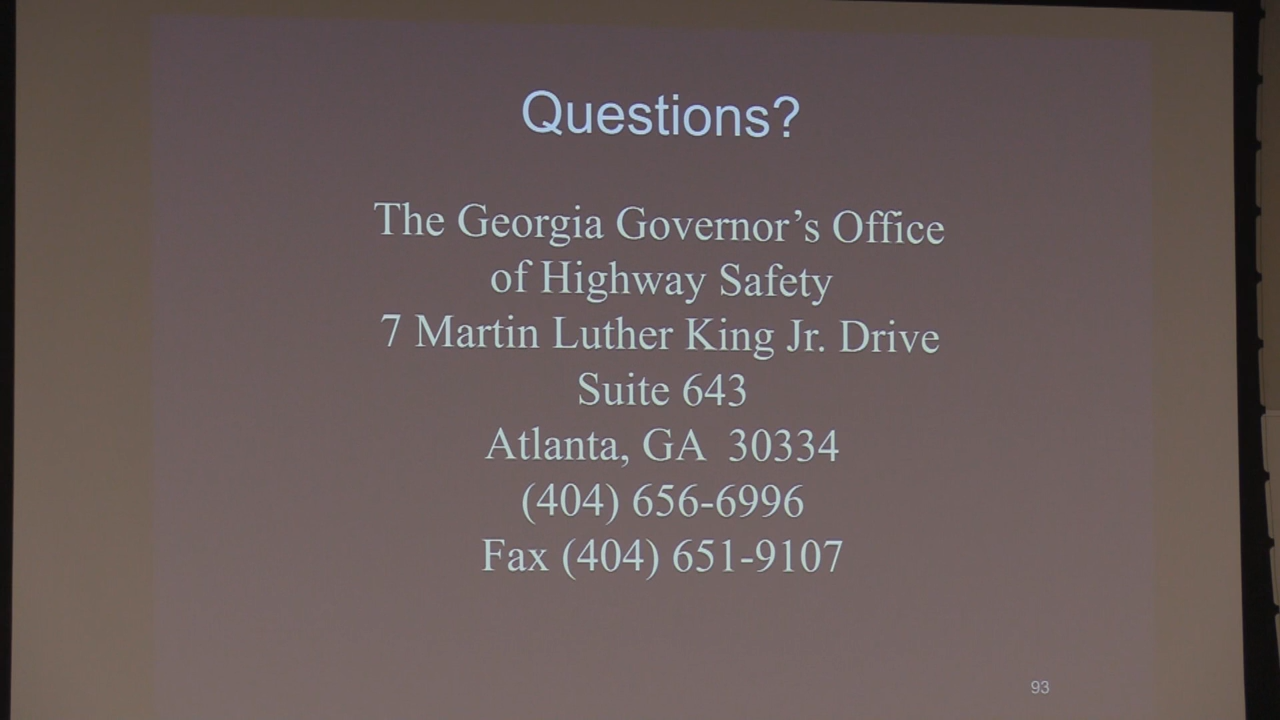 Questions?
The Georgia Governor’s Office
of Highway Safety
7 Martin Luther King Jr. Drive
Suite 643
Atlanta, GA  30334
(404) 656-6996
Fax (404) 651-9107
93